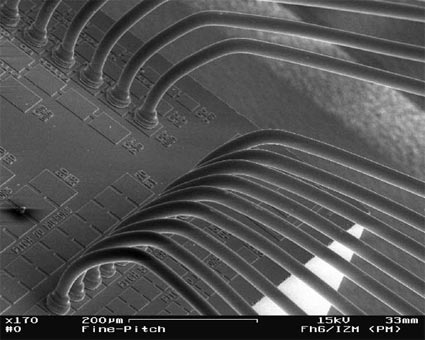 x170 200µm 15kV 33mm
#0 Fine-Pitch FhG/IZM (PM)